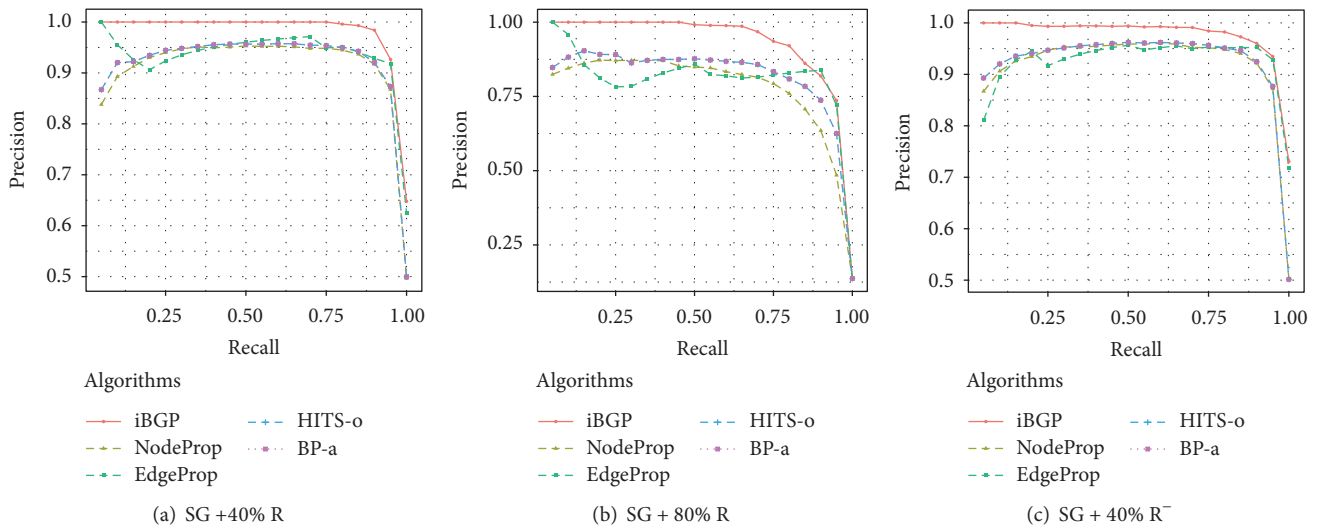 1.0
0.9
0.8
0.7
0.6
0.5
Precision
0.25 0.50 0.75 1.00
Recall
Algorithms
iBGP HITS-o
NodeProp BP-a
EdgeProp
(a) SG +40% R
1.00
0.75
0.50
0.25
Precision
0.25 0.50 0.75 1.00
Recall
Algorithms
iBGP HITS-o
NodeProp BP-a
EdgeProp
(b) SG + 80% R
1.0
0.9
0.8
0.7
0.6
0.5
Precision
0.25 0.50 0.75 1.00
Recall
Algorithms
iBGP HITS-o
NodeProp BP-a
EdgeProp
(c) SG + 40% R⁻